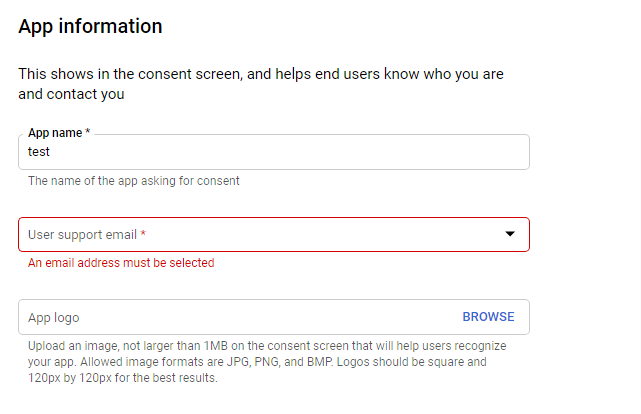 App information
This shows in the consent screen, and helps end users know who you are
and contact you
App name *
test
The name of the app asking for consent
User support email *
An email address must be selected
App logo
BROWSE
Upload an image, not larger than 1MB on the consent screen that will help users recognize
your app. Allowed image formats are JPG, PNG, and BMP. Logos should be square and
120px by 120px for the best results.